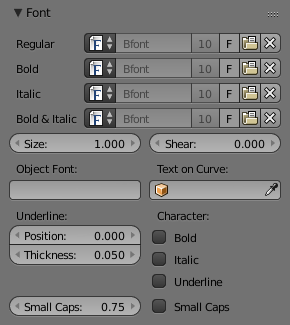 Font
Regular Bfont 10 F
Bold Bfont 10 F
Italic Bfont 10 F
Bold & Italic Bfont 10 F
Size: 1.000 Shear: 0.000
Object Font: Text on Curve:
Underline: Character:
Position: 0.000 Bold
Thickness: 0.050 Italic
Underline
Small Caps: 0.75 Small Caps